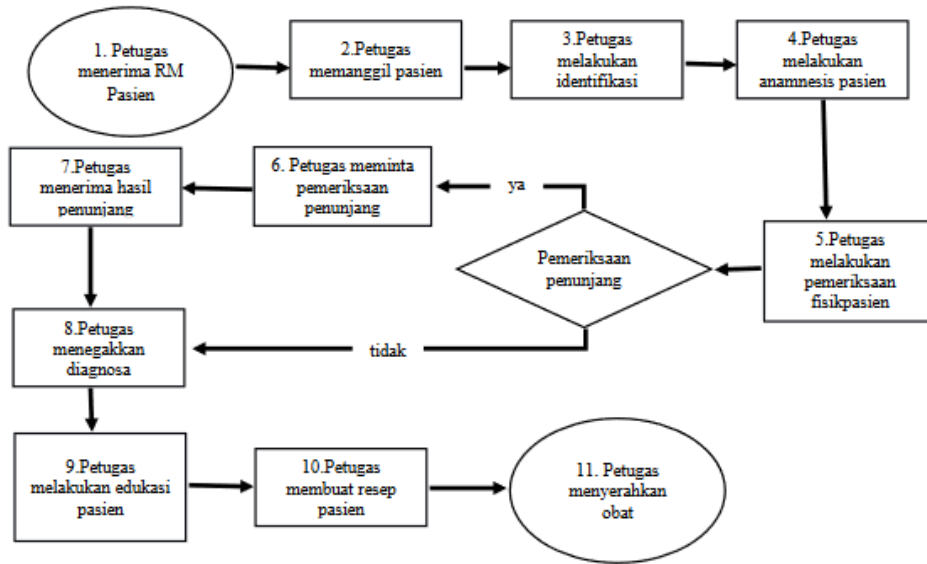 1. Petugas
menerima RM
Pasien
2.Petugas
memanggil pasien
3.Petugas
melakukan
identifikasi
4.Petugas
melakukan
anamnesis pasien
7.Petugas
menerima hasil
penunjang
6. Petugas meminta
pemeriksaan
penunjang
ya
Pemeriksaan
penunjang
5.Petugas
melakukan
pemeriksaan
fisikpasien
8.Petugas
menegakkan
diagnosa
tidak
9.Petugas
melakukan edukasi
pasien
10.Petugas
membuat resep
pasien
11. Petugas
menyerahkan
obat